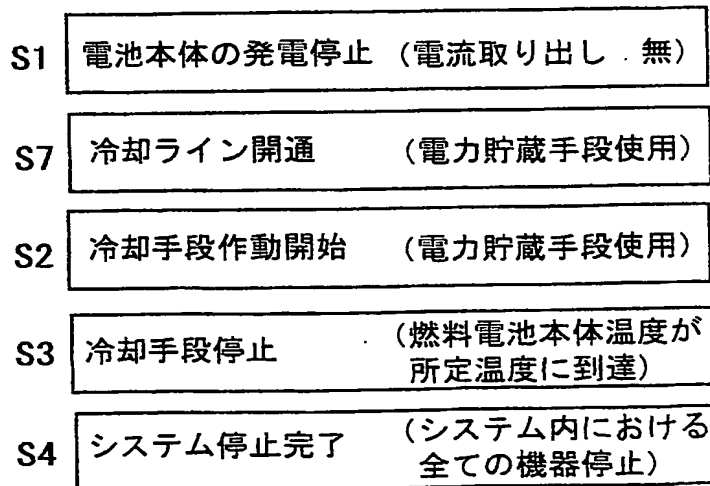 S1 電池本体の発電停止 (電流取り出し 無)
S7 冷却ライン開通 (電力貯蔵手段使用)
S2 冷却手段作動開始 (電力貯蔵手段使用)
S3 冷却手段停止 (燃料電池本体温度が
所定温度に到達)
S4 システム停止完了 (システム内における
全ての機器停止)